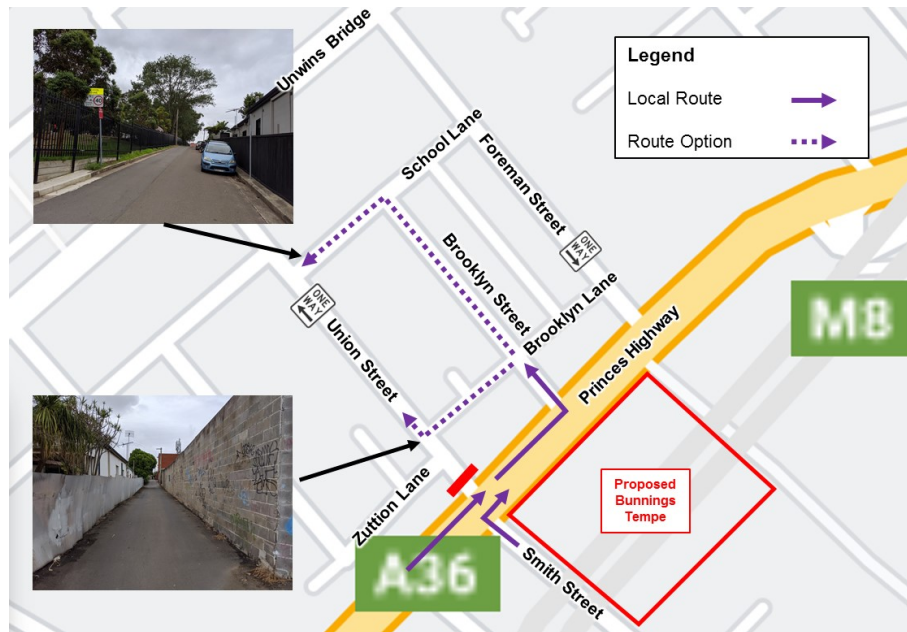 Unwins Bridge
School Lane
Foreman Street
Legend
Local Route
Route Option
ONE
WAY
Brooklyn Street
Brooklyn Lane
ONE
WAY
Union Street
Princes Highway
M8
Zuttion Lane
Proposed
Bunnings
Tempe
A36
Smith Street